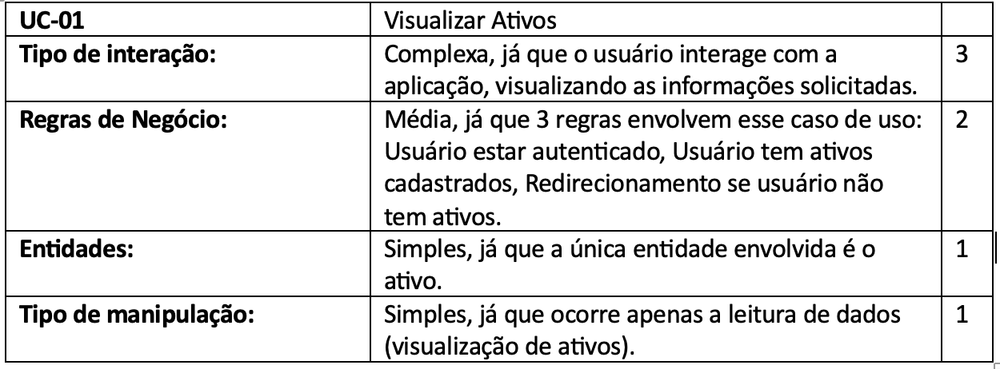 UC-01 Visualizar Ativos
Tipo de interação: Complexa, já que o usuário interage com a 3
aplicação, visualizando as informações solicitadas.
Regras de Negócio: Média, já que 3 regras envolvem esse caso de uso: 2
Usuário estar autenticado, Usuário tem ativos
cadastrados, Redirecionamento se usuário não
tem ativos.
Entidades: Simples, já que a única entidade envolvida é o 1
ativo.
Tipo de manipulação: Simples, já que ocorre apenas a leitura de dados 1
(visualização de ativos).